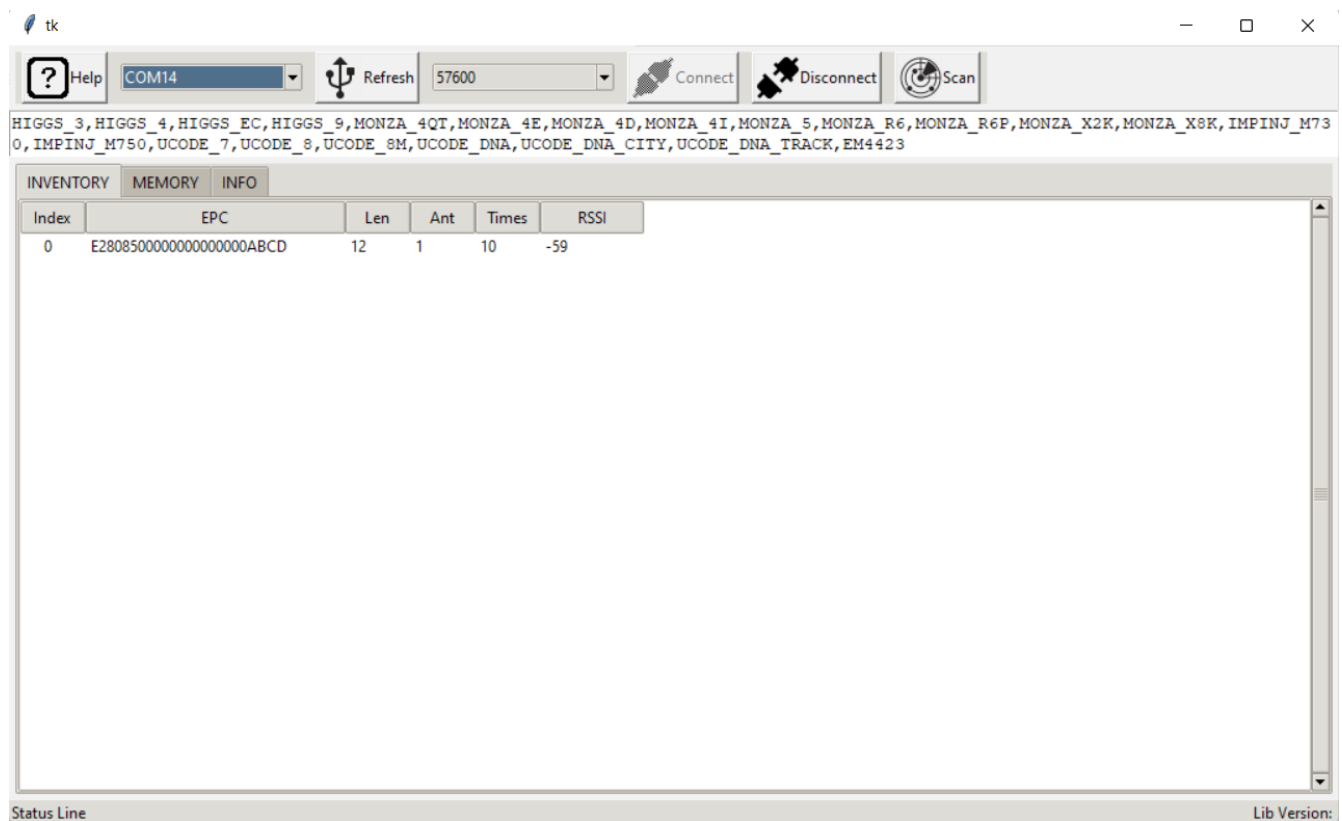 tk
Help COM14 Refresh 57600 Connect Disconnect Scan
HIGGS_3,HIGGS_4,HIGGS_EC,HIGGS_9,MONZA_4QT,MONZA_4E,MONZA_4D,MONZA_4I,MONZA_5,MONZA_R6,MONZA_R6P,MONZA_X2K,MONZA_X8K,IMPINJ_M73
0,IMPINJ_M750,UCODE_7,UCODE_8,UCODE_8M,UCODE_DNA,UCODE_DNA_CITY,UCODE_DNA_TRACK,EM4423
INVENTORY MEMORY INFO
Index EPC Len Ant Times RSSI
0 E2808500000000000000ABCD 12 1 10 -59
Status Line Lib Version: